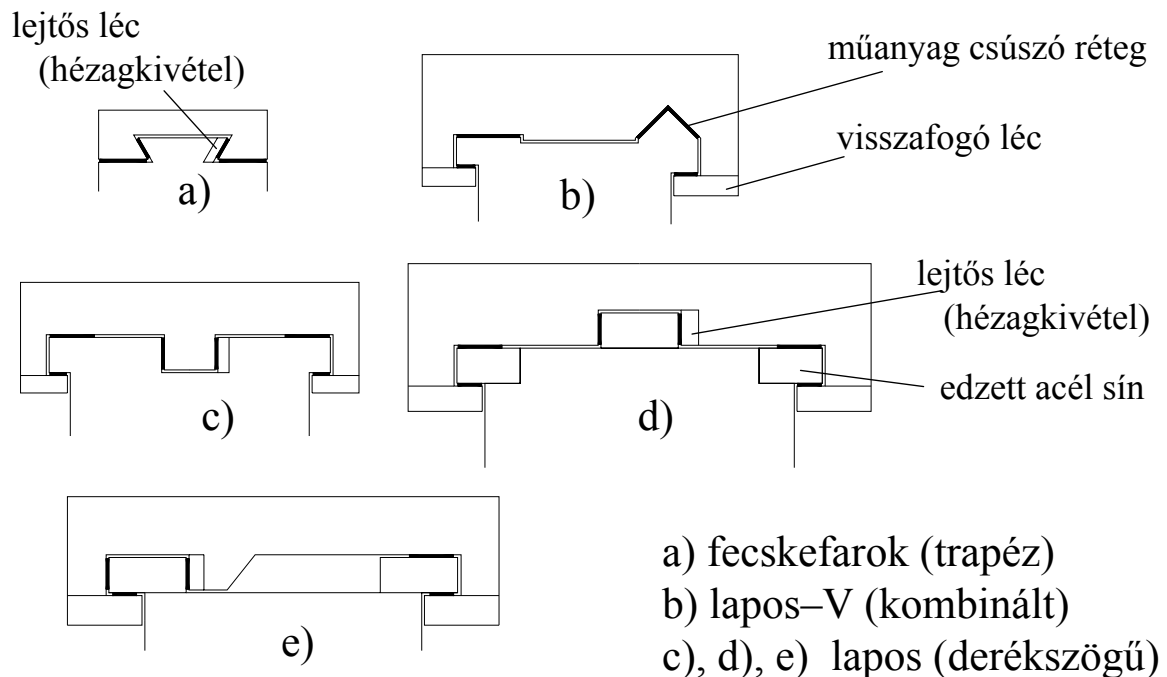 lejtős léc
(hézagkivétel)
a)
műanyag csúszó réteg
visszafogó léc
b)
c)
lejtős léc
(hézagkivétel)
edzett acél sín
d)
e)
a) fecskefarok (trapéz)
b) lapos–V (kombinált)
c), d), e) lapos (derékszögű)